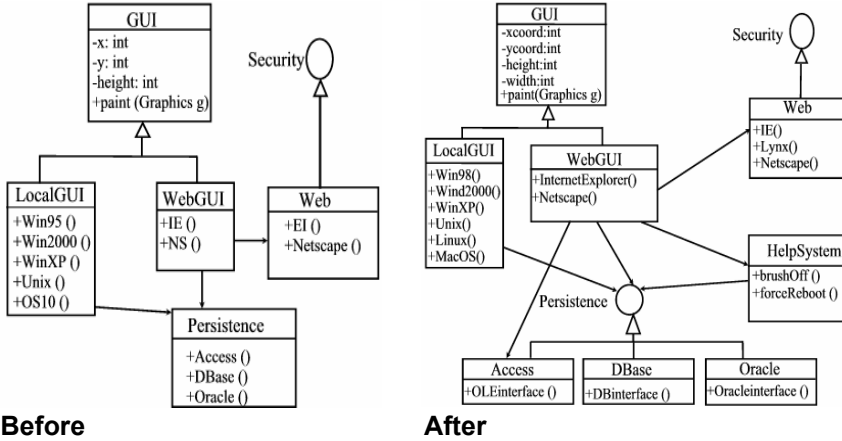 GUI
-x: int
-y: int
-height: int
+paint (Graphics g)
Security
LocalGUI
+Win95 ()
+Win2000 ()
+WinXP ()
+Unix ()
+OS10 ()
WebGUI
+IE ()
+NS ()
Web
+EI ()
+Netscape ()
Persistence
+Access ()
+DBase ()
+Oracle ()
Before
GUI
-xcoord:int
-ycoord:int
-height:int
-width:int
+paint(Graphics g)
Security
Web
+IE()
+Lynx()
+Netscape()
LocalGUI
+Win98()
+Wind2000()
+WinXP()
+Unix()
+Linux()
+MacOS()
WebGUI
+InternetExplorer()
+Netscape()
HelpSystem
+brushOff ()
+forceReboot ()
Persistence
Access
+OLEinterface ()
DBase
+DBinterface ()
Oracle
+Oracleinterface ()
After